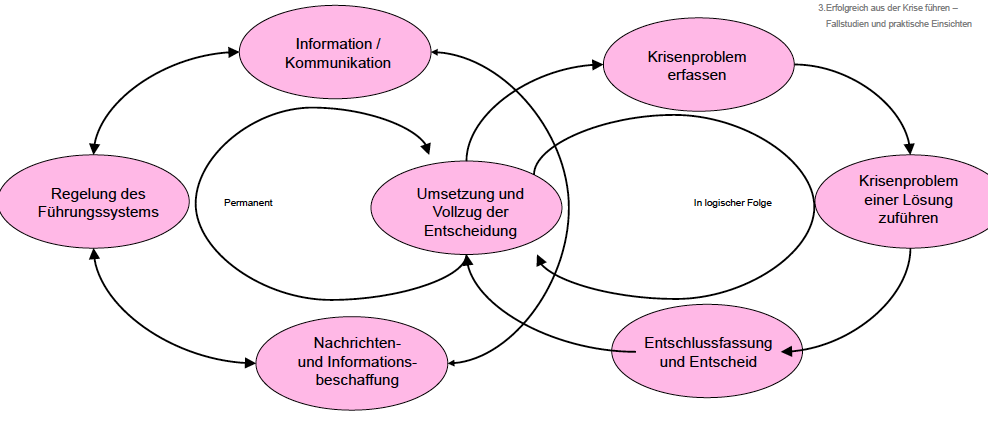 3.Erfolgreich aus der Krise führen –
Fallstudien und praktische Einsichten
Information /
Kommunikation
Krisenproblem
erfassen
Regelung des
Führungssystems
Permanent
Umsetzung und
Vollzug der
Entscheidung
In logischer Folge
Krisenproblem
einer Lösung
zuführen
Nachrichten-
und Informations-
beschaffung
Entschlussfassung
und Entscheid